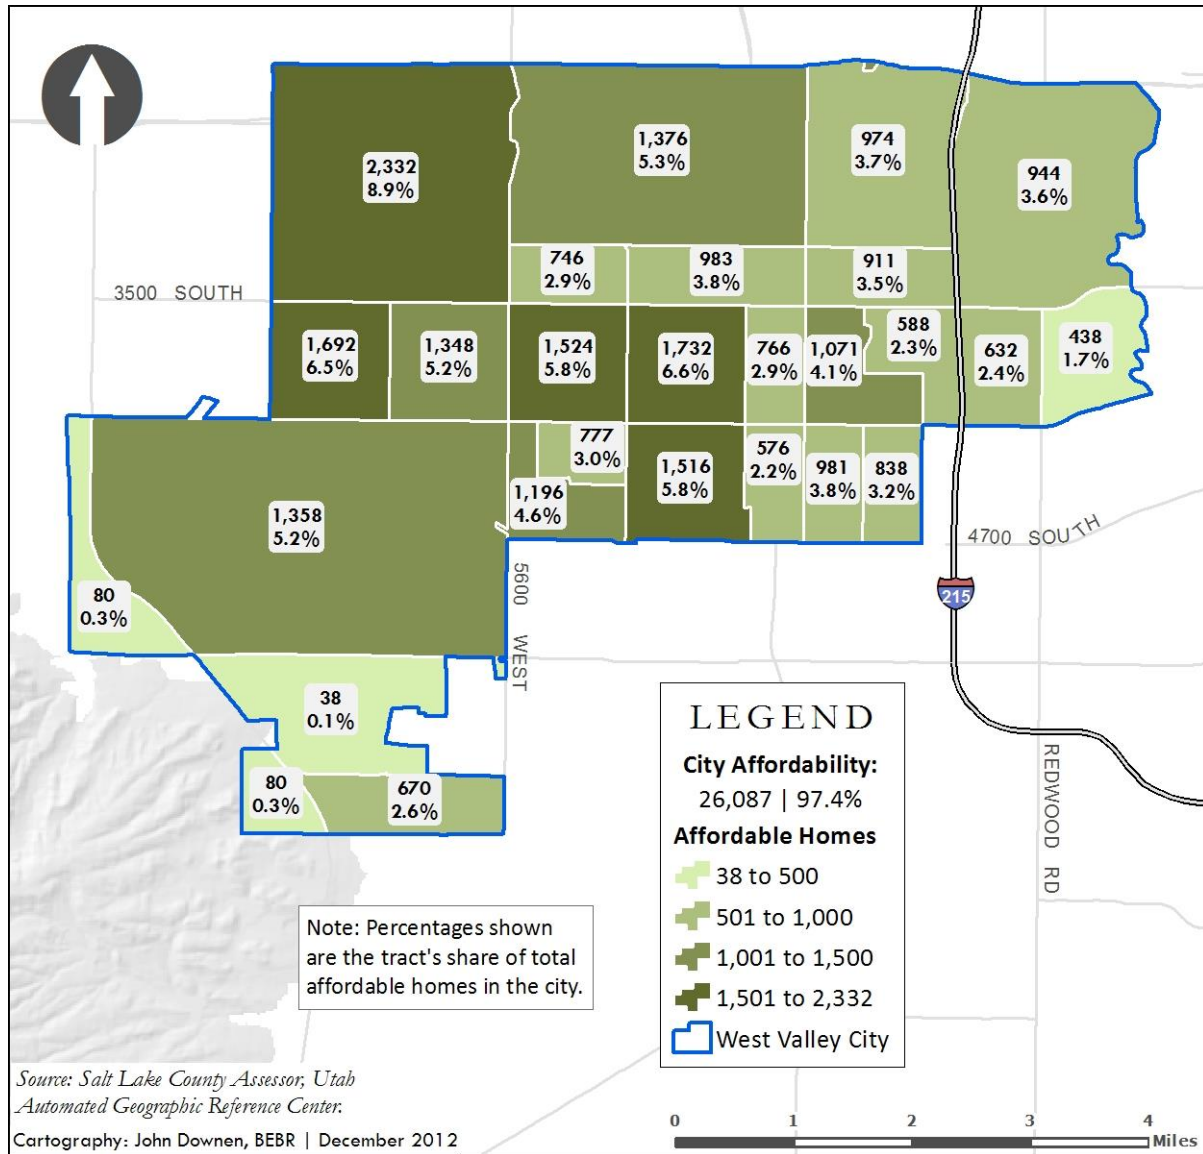 1,376
5.3%
974
3.7%
2,332
8.9%
944
3.6%
746
2.9%
983
3.8%
911
3.5%
3500 SOUTH
1,692
6.5%
1,348
5.2%
1,524
5.8%
1,732
6.6%
766
2.9%
1,071
4.1%
588
2.3%
632
2.4%
438
1.7%
777
3.0%
1,196
4.6%
1,516
5.8%
576
2.2%
981
3.8%
838
3.2%
1,358
5.2%
4700 SOUTH
80
0.3%
5600 WEST
215
38
0.1%
80
0.3%
670
2.6%
REDWOOD RD
LEGEND
City Affordability:
26,087 | 97.4%
Affordable Homes
38 to 500
501 to 1,000
1,001 to 1,500
1,501 to 2,332
West Valley City
Note: Percentages shown
are the tract's share of total
affordable homes in the city.
Source: Salt Lake County Assessor, Utah
Automated Geographic Reference Center.
Cartography: John Downen, BEBR | December 2012
0 1 2 3 4
Miles